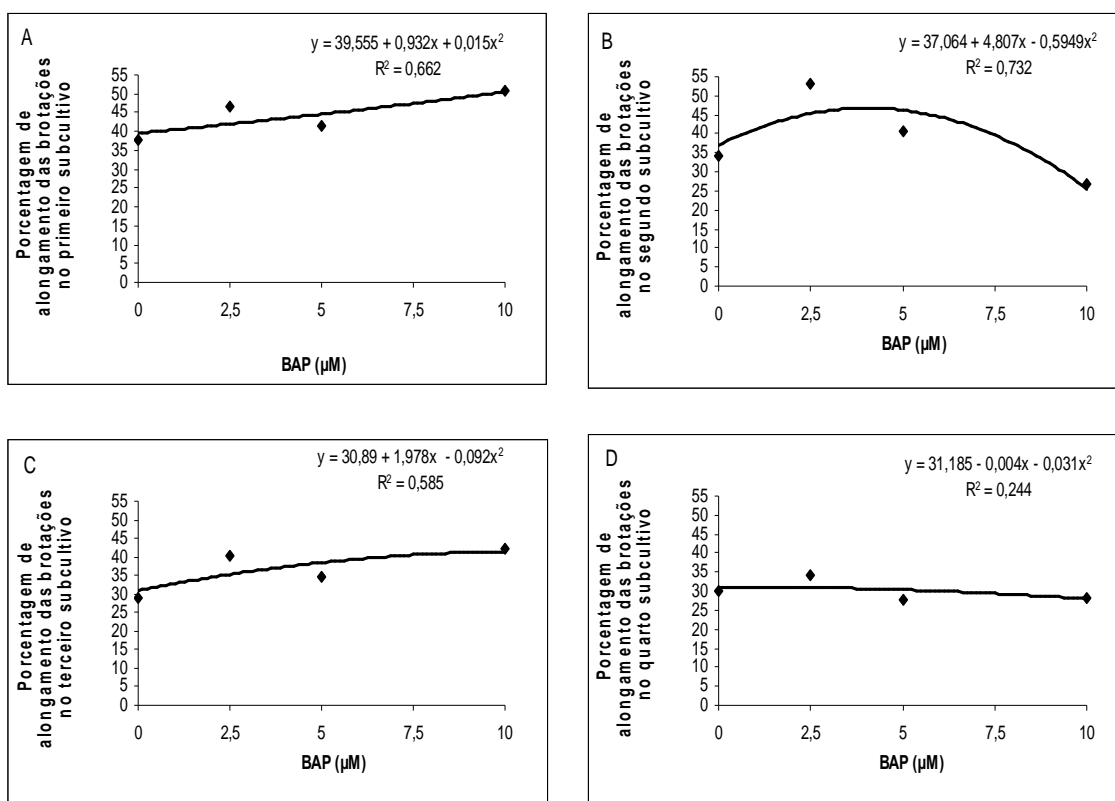 A
y = 39,555 + 0,932x + 0,015x²
R² = 0,662
Porcentagem de
alongamento das brotações
no primeiro subcultivo
55
50
45
40
35
30
25
20
15
10
5
0
0 2,5 5 7,5 10
BAP (µM)
B
y = 37,064 + 4,807x - 0,5949x²
R² = 0,732
Porcentagem de
alongamento das brotações
no segundo subcultivo
55
50
45
40
35
30
25
20
15
10
5
0
0 2,5 5 7,5 10
BAP (µM)
C
y = 30,89 + 1,978x - 0,092x²
R² = 0,585
Porcentagem de
alongamento das brotações
no terceiro subcultivo
55
50
45
40
35
30
25
20
15
10
5
0
0 2,5 5 7,5 10
BAP (µM)
D
y = 31,185 - 0,004x - 0,031x²
R² = 0,244
Porcentagem de
alongamento das brotações
no quarto subcultivo
55
50
45
40
35
30
25
20
15
10
5
0
0 2,5 5 7,5 10
BAP (µM)